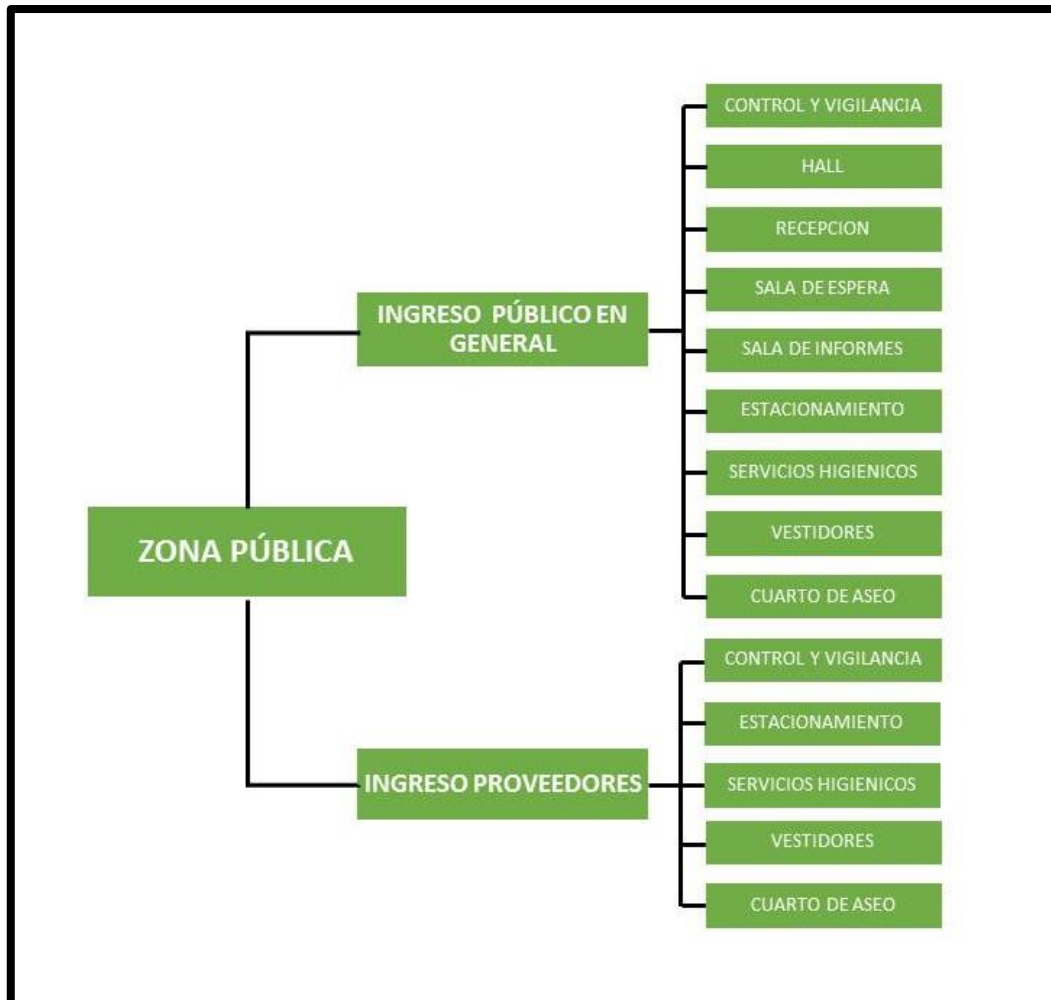 ZONA PÚBLICA
INGRESO PÚBLICO EN
GENERAL
CONTROL Y VIGILANCIA
HALL
RECEPCION
SALA DE ESPERA
SALA DE INFORMES
ESTACIONAMIENTO
SERVICIOS HIGIENICOS
VESTIDORES
CUARTO DE ASEO
INGRESO PROVEEDORES
CONTROL Y VIGILANCIA
ESTACIONAMIENTO
SERVICIOS HIGIENICOS
VESTIDORES
CUARTO DE ASEO